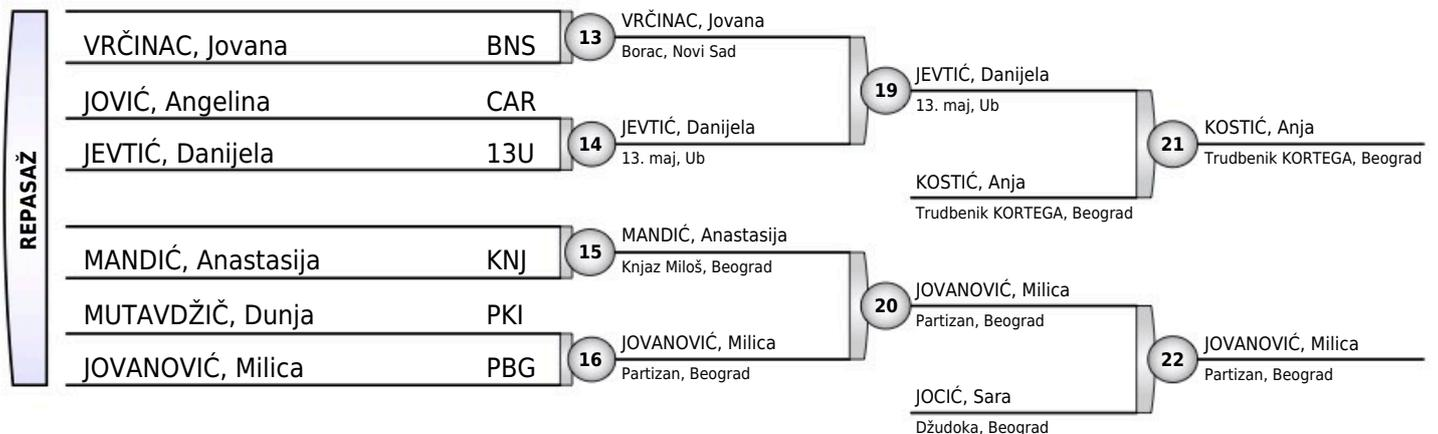 REPASAŽ
VRČINAC, Jovana BNS
JOVIĆ, Angelina CAR
JEVTIĆ, Danijela 13U
MANDIĆ, Anastasija KNJ
MUTAVDŽIČ, Dunja PKI
JOVANOVIĆ, Milica PBG
13
VRČINAC, Jovana
Borac, Novi Sad
14
JEVTIĆ, Danijela
13. maj, Ub
15
MANDIĆ, Anastasija
Knjaz Miloš, Beograd
16
JOVANOVIĆ, Milica
Partizan, Beograd
19
JEVTIĆ, Danijela
13. maj, Ub
KOSTIĆ, Anja
Trudbenik KORTEGA, Beograd
20
JOVANOVIĆ, Milica
Partizan, Beograd
JOCIĆ, Sara
Džudoka, Beograd
21
KOSTIĆ, Anja
Trudbenik KORTEGA, Beograd
22
JOVANOVIĆ, Milica
Partizan, Beograd